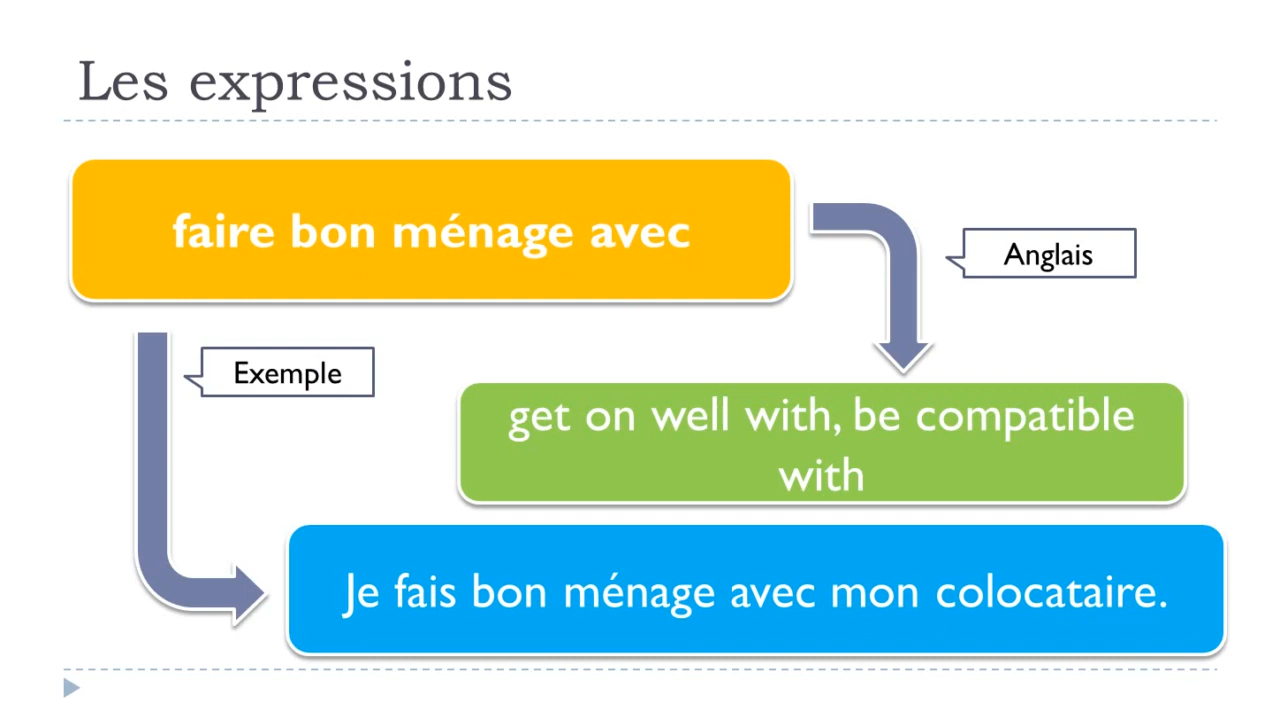 Les expressions
faire bon ménage avec
Anglais
Exemple
get on well with, be compatible
with
Je fais bon ménage avec mon colocataire.